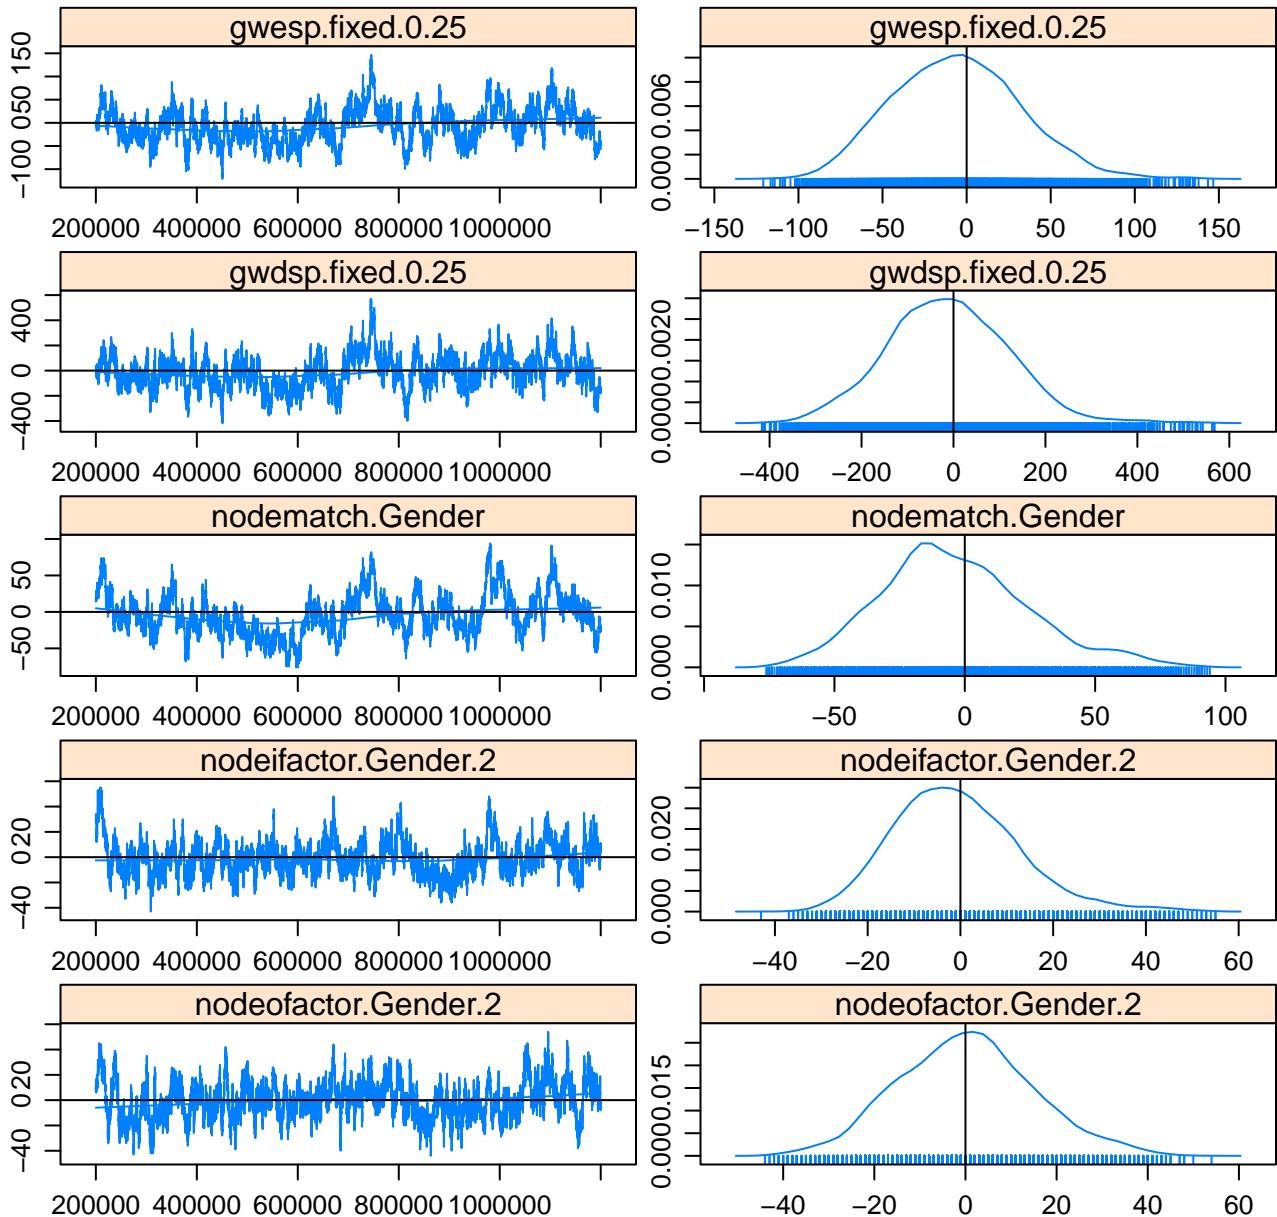 gwesp.fixed.0.25
−100 0 50 150
200000 400000 600000 800000 1000000
gwesp.fixed.0.25
0.000 0.006
−150 −100 −50 0 50 100 150
gwdsp.fixed.0.25
−400 0 400
200000 400000 600000 800000 1000000
gwdsp.fixed.0.25
0.0000 0.0020
−400 −200 0 200 400 600
nodematch.Gender
−50 0 50
200000 400000 600000 800000 1000000
nodematch.Gender
0.000 0.010
−50 0 50 100
nodeifactor.Gender.2
−40 0 20
200000 400000 600000 800000 1000000
nodeifactor.Gender.2
0.000 0.020
−40 −20 0 20 40 60
nodeofactor.Gender.2
−40 0 20
200000 400000 600000 800000 1000000
nodeofactor.Gender.2
0.000 0.015
−40 −20 0 20 40 60